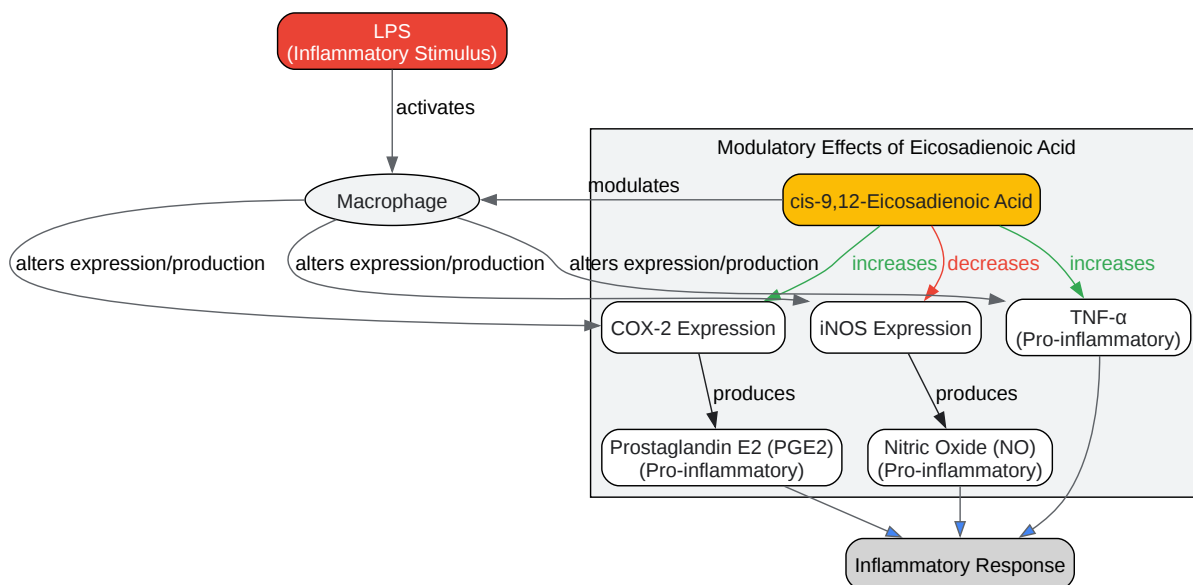 LPS
(Inflammatory Stimulus)
activates
Modulatory Effects of Eicosadienoic Acid
Macrophage
modulates
cis-9,12-Eicosadienoic Acid
alters expression/production
alters expression/production
alters expression/production
increases
decreases
increases
COX-2 Expression
iNOS Expression
TNF-α
(Pro-inflammatory)
produces
produces
Prostaglandin E2 (PGE2)
(Pro-inflammatory)
Nitric Oxide (NO)
(Pro-inflammatory)
Inflammatory Response